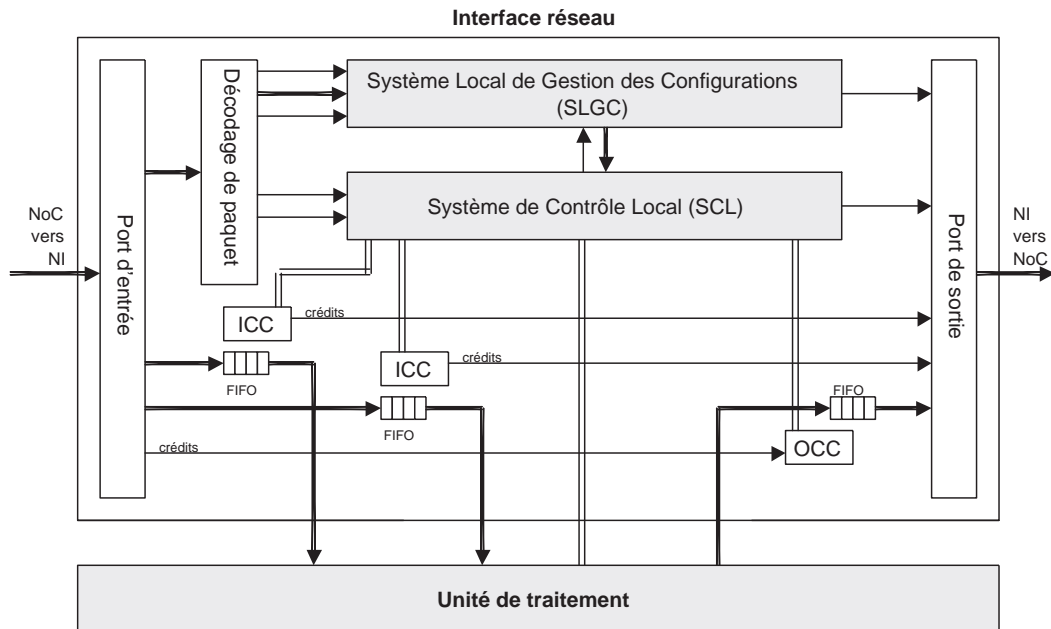 Interface réseau
Système Local de Gestion des Configurations
(SLGC)
Décodage de paquet
Système de Contrôle Local (SCL)
NoC
vers
NI
Port d'entrée
Port de sortie
NI
vers
NoC
ICC
crédits
ICC
crédits
FIFO
FIFO
FIFO
crédits
OCC
Unité de traitement